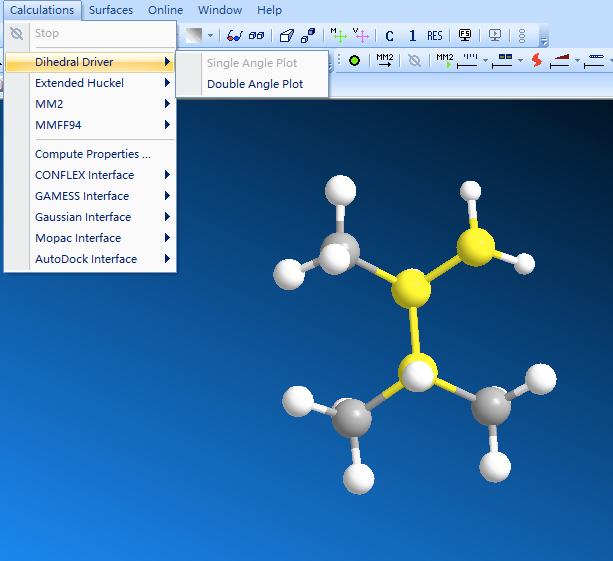 Calculations Surfaces Online Window Help
Stop
C 1 RES
Dihedral Driver
Single Angle Plot
MM2 MM2
Extended Huckel
Double Angle Plot
MM2
MMFF94
Compute Properties ...
CONFLEX Interface
GAMESS Interface
Gaussian Interface
Mopac Interface
AutoDock Interface